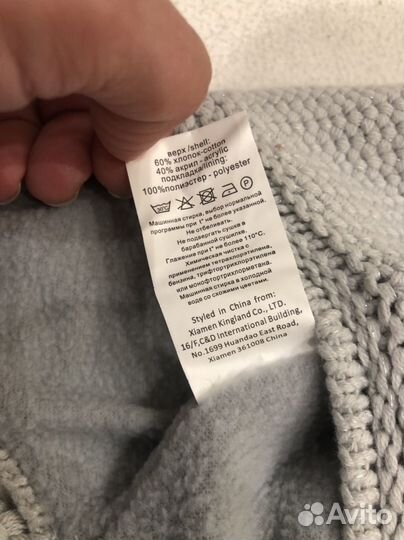 верх /shell:
60% хлопок-cotton
40% акрил - acrylic
подкладка/lining:
100%полиэстер - polyester
30°C P
Машинная стирка, выбор нормальной
программы при t° не более указанной.
Не отбеливать.
Не подвергать сушке в
барабанной сушилке.
Глажение при t° не более 110°C.
Химическая чистка с
применением тетрахлорэтилена,
бензина, трифтортрихлорэтилена
или монофтортрихлорметана.
Машинная стирка в холодной
воде со схожими цветами.
Styled in China from:
Xiamen Kingland Co., LTD.
16/F,C&D International Building,
No.1699 Huandao East Road,
Xiamen 361008 China
Avito